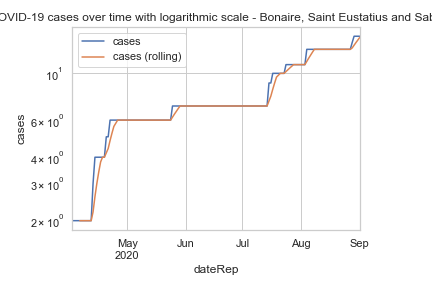 OVID-19 cases over time with logarithmic scale - Bonaire, Saint Eustatius and Sab
cases
cases (rolling)
10¹
6 × 10⁰
4 × 10⁰
3 × 10⁰
2 × 10⁰
cases
May
2020
Jun
Jul
Aug
Sep
dateRep